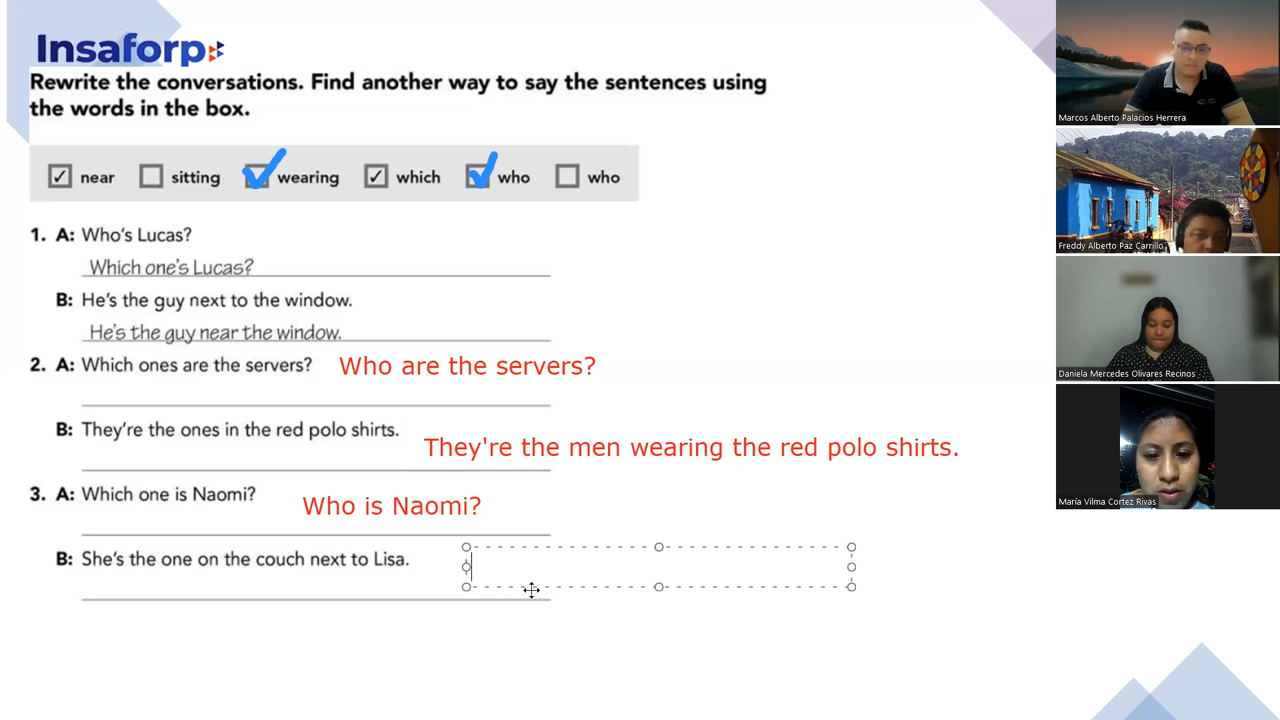 Insaforp
Rewrite the conversations. Find another way to say the sentences using
the words in the box.
near sitting wearing which who who
1. A: Who's Lucas?
Which one's Lucas?
B: He's the guy next to the window.
He's the guy near the window.
2. A: Which ones are the servers? Who are the servers?
B: They're the ones in the red polo shirts.
They're the men wearing the red polo shirts.
3. A: Which one is Naomi?
Who is Naomi?
B: She's the one on the couch next to Lisa.
Marcos Alberto Palacios Herrera
Freddy Alberto Paz Carrillo
Daniela Mercedes Olivares Recinos
María Vilma Cortez Rivas